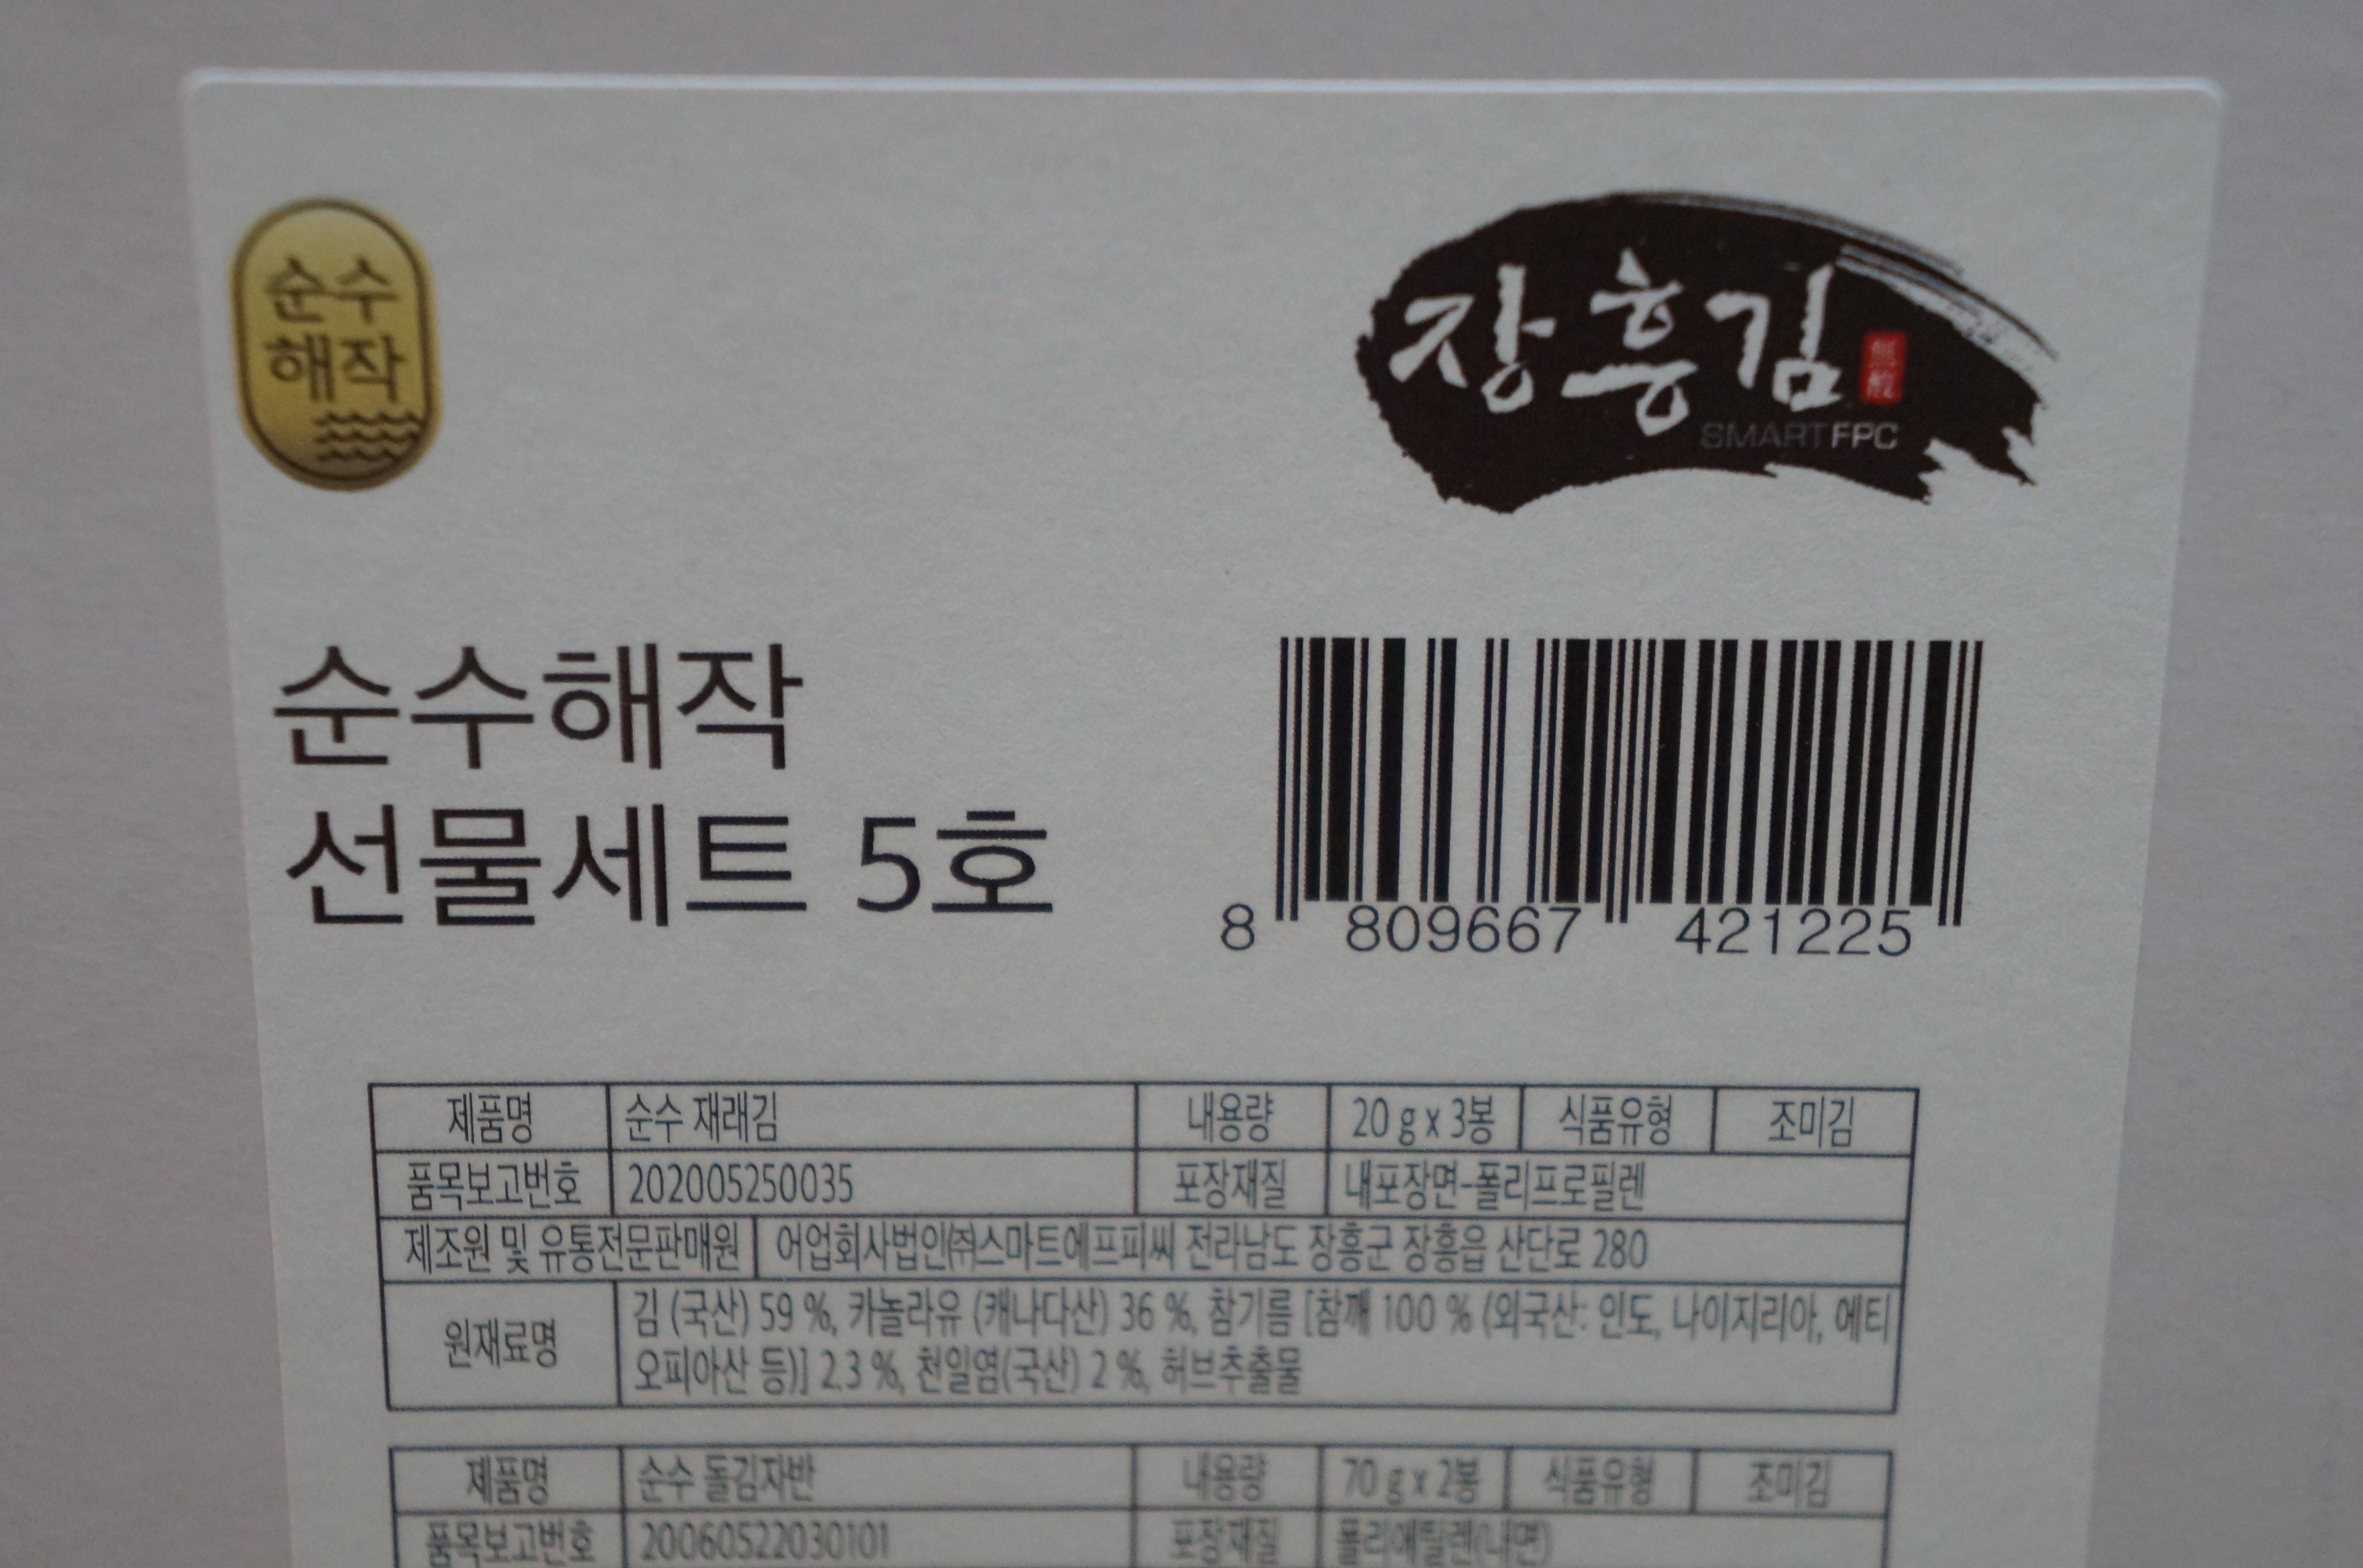 순수
해작
장흥김
SMARTFPC
순수해작
선물세트 5호
8 809667 421225
제품명 순수 재래김 내용량 20 g x 3봉 식품유형 조미김
품목보고번호 202005250035 포장재질 내포장면-폴리프로필렌
제조원 및 유통전문판매원 어업회사법인㈜스마트에프피씨 전라남도 장흥군 장흥읍 산단로 280
원재료명 김 (국산) 59 %, 카놀라유 (캐나다산) 36 %, 참기름 [참깨 100 % (외국산: 인도, 나이지리아, 에티
오피아산 등)] 2.3 %, 천일염(국산) 2 %, 허브추출물
제품명 순수 돌김자반 내용량 70 g x 2봉 식품유형 조미김
품목보고번호 20060522030101 포장재질 폴리에틸렌(내면)